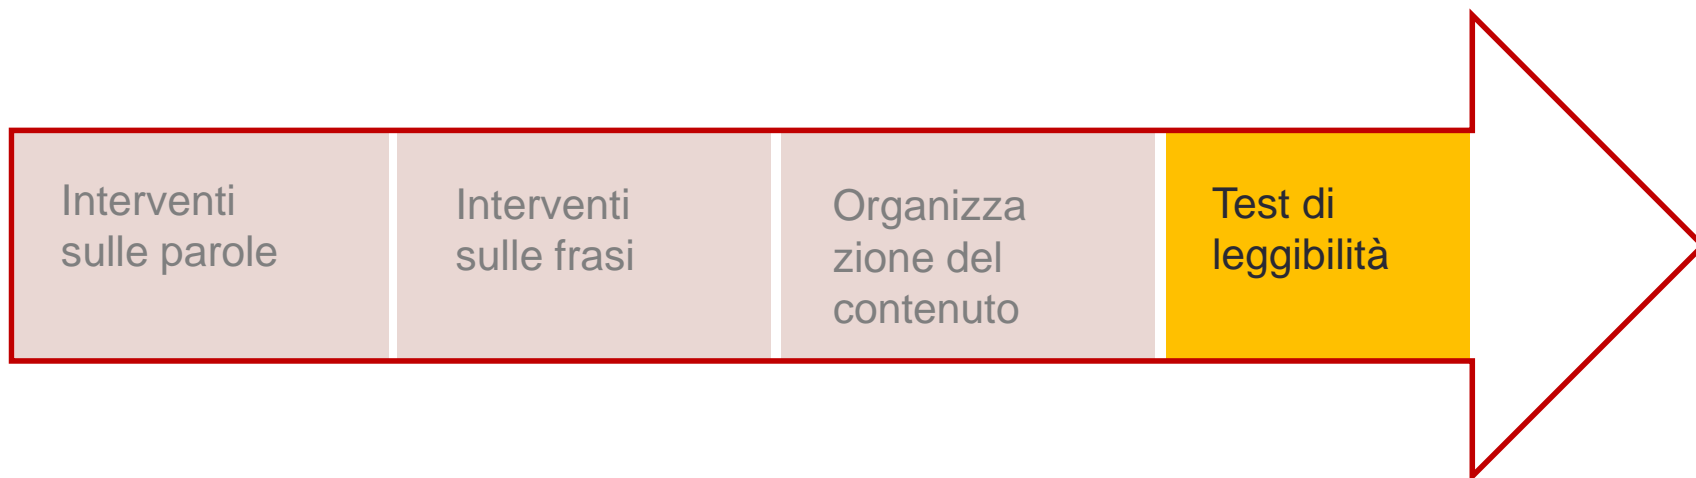 Interventi
sulle parole
Interventi
sulle frasi
Organizza
zione del
contenuto
Test di
leggibilità